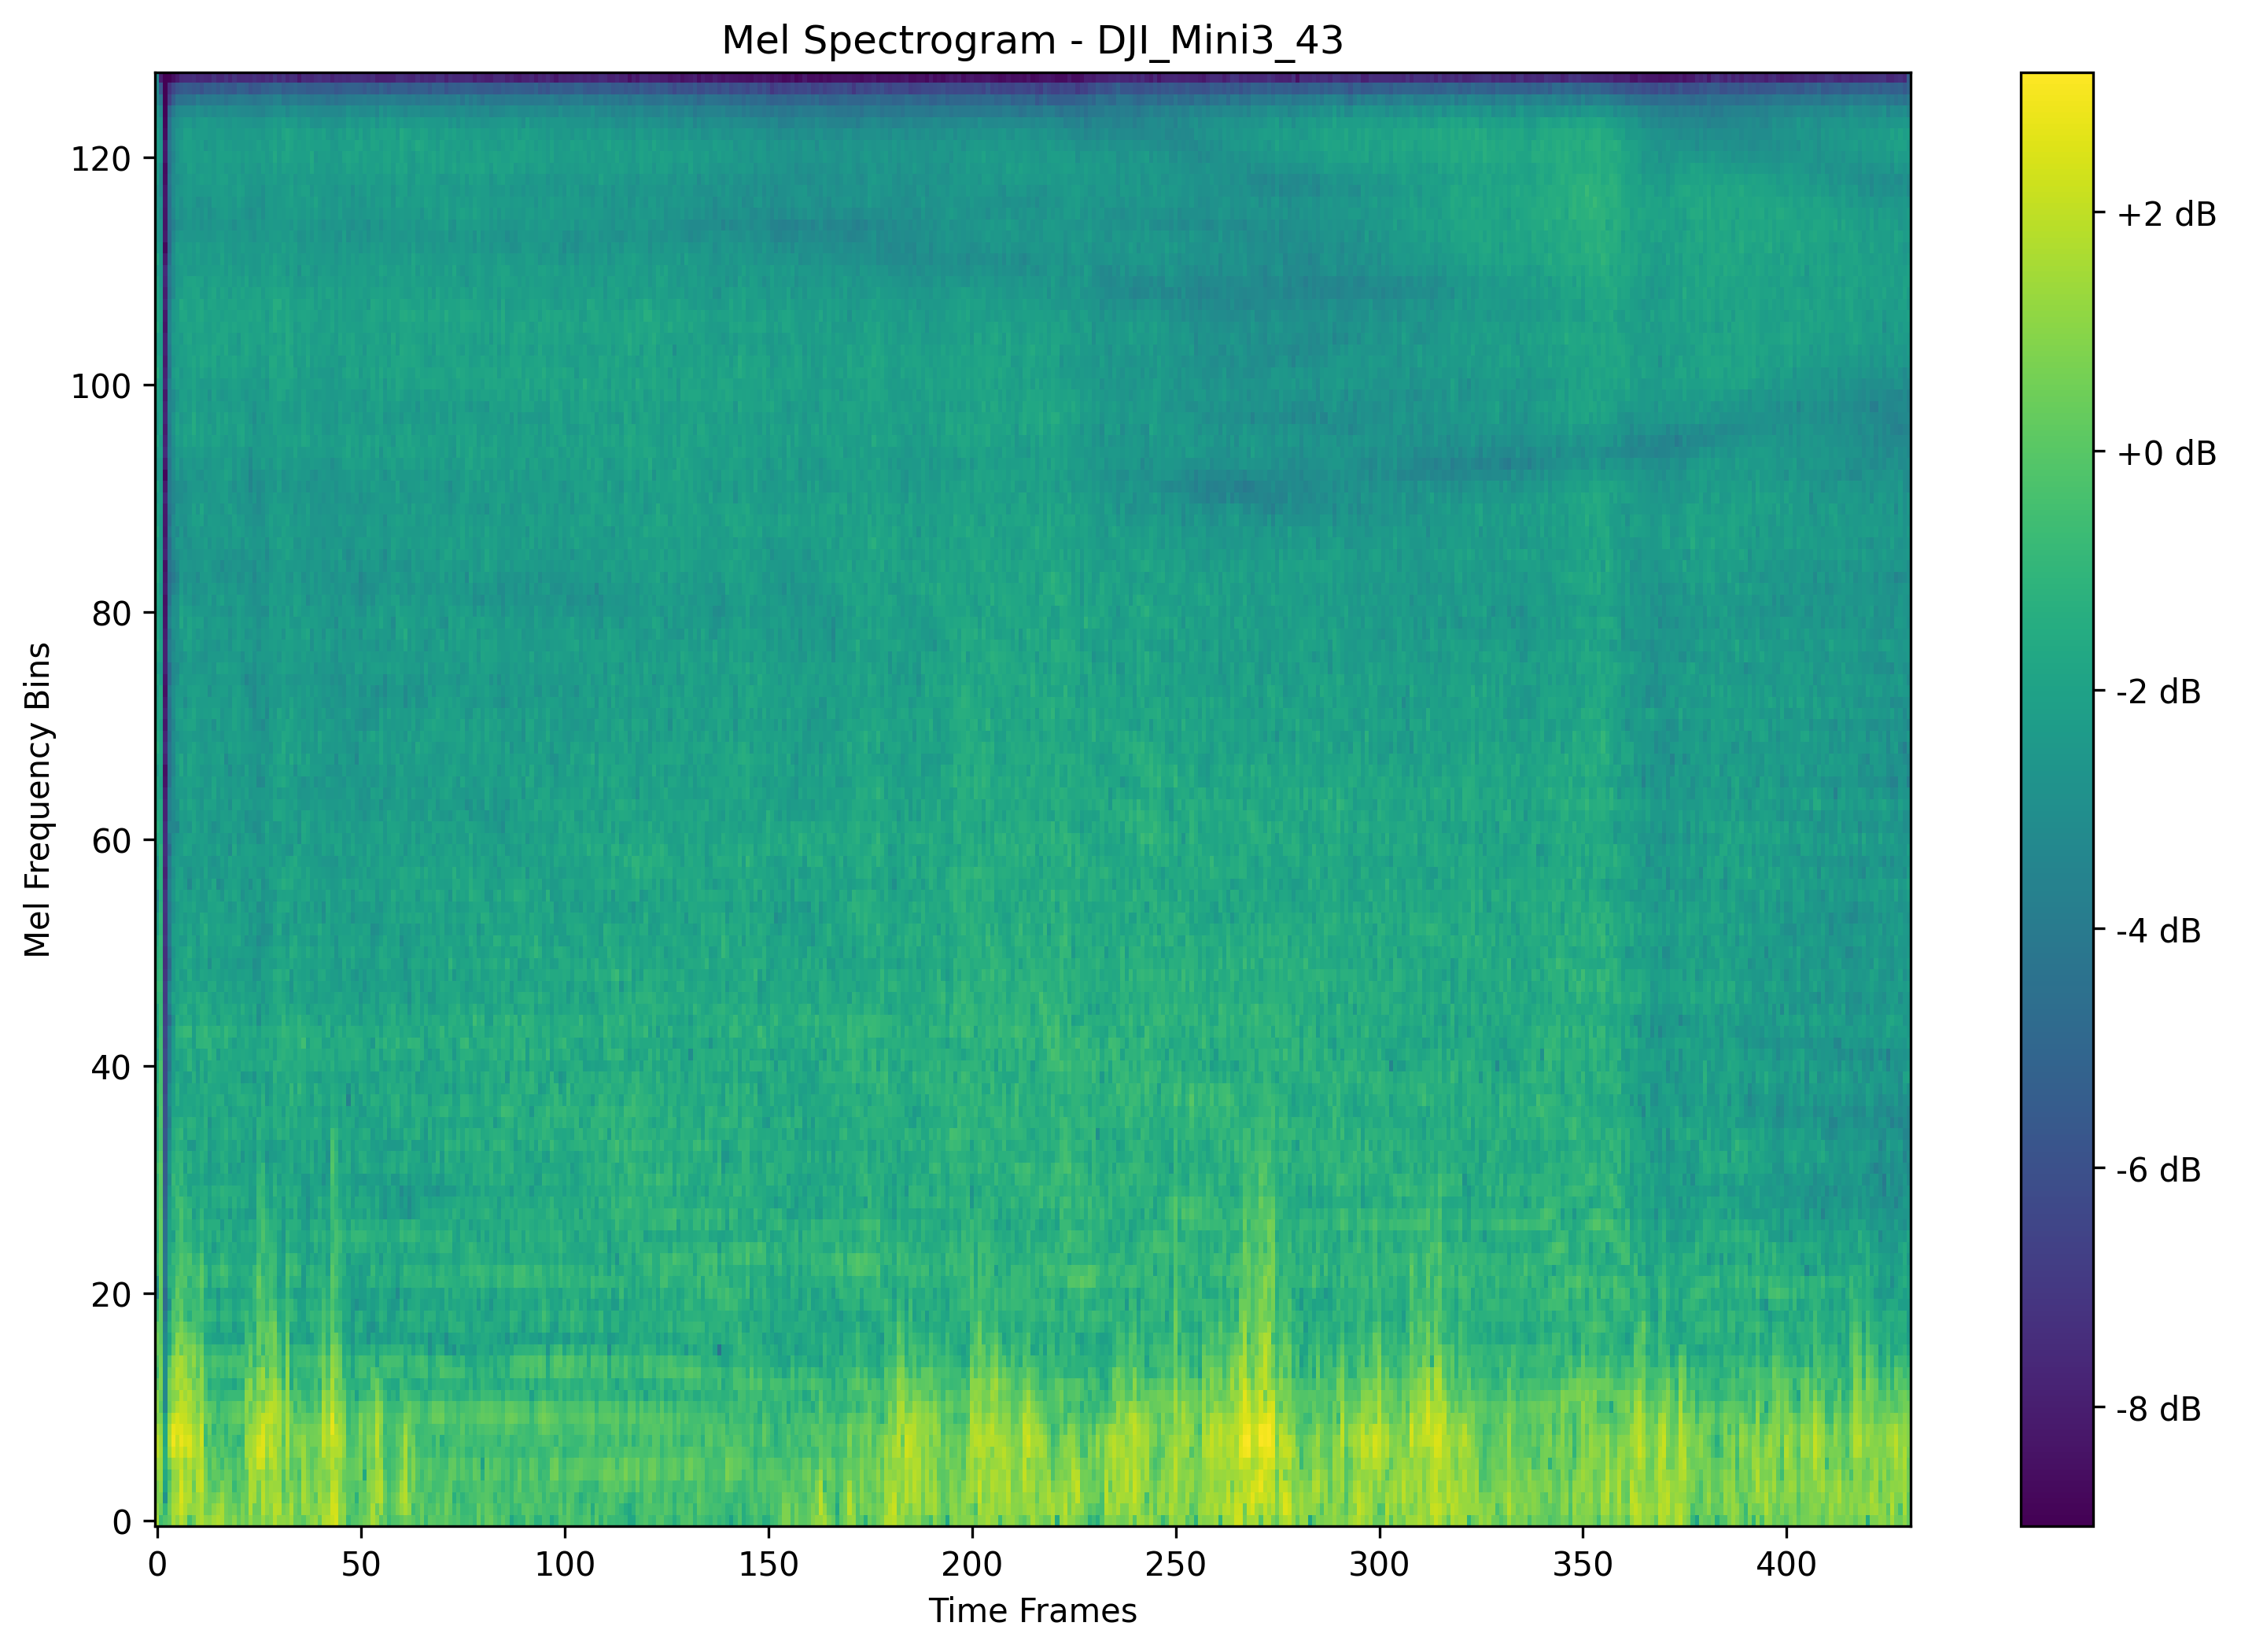 Mel Spectrogram - DJI_Mini3_43
Mel Frequency Bins
120
100
80
60
40
20
0
0 50 100 150 200 250 300 350 400
Time Frames
+2 dB
+0 dB
-2 dB
-4 dB
-6 dB
-8 dB